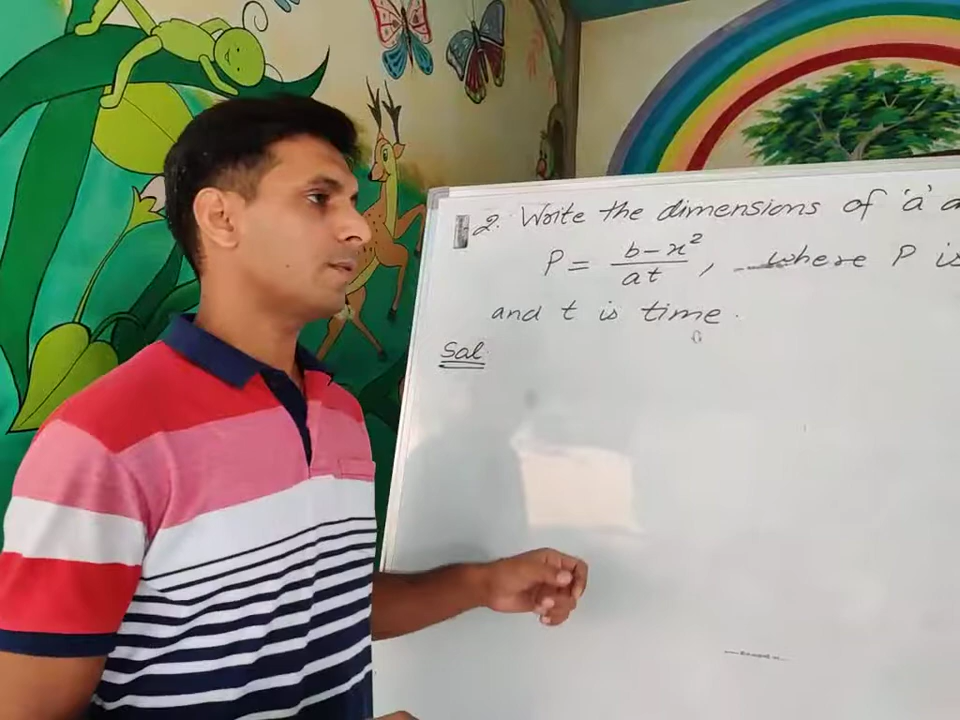 2. Write the dimensions of 'a' a
P = b-x²/at, where P is
and t is time.
Sol